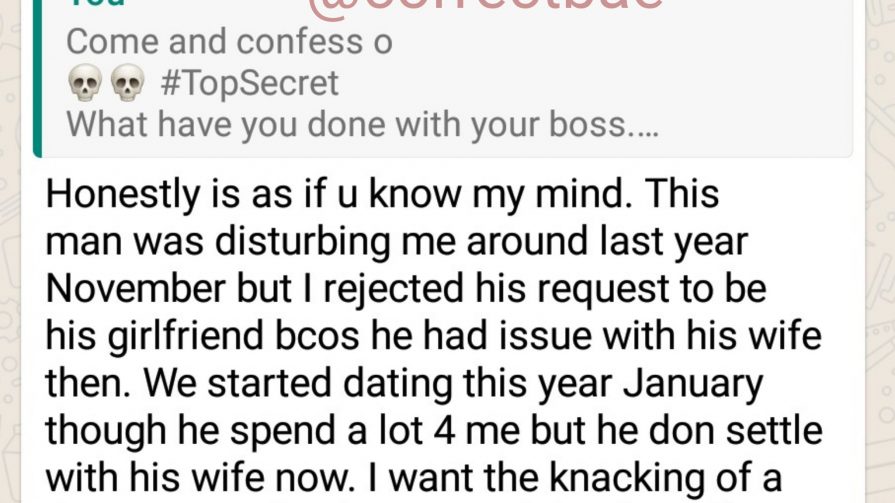 You
@correctbae
Come and confess o
💀💀 #TopSecret
What have you done with your boss....
Honestly is as if u know my mind. This
man was disturbing me around last year
November but I rejected his request to be
his girlfriend bcos he had issue with his wife
then. We started dating this year January
though he spend a lot 4 me but he don settle
with his wife now. I want the knacking of a